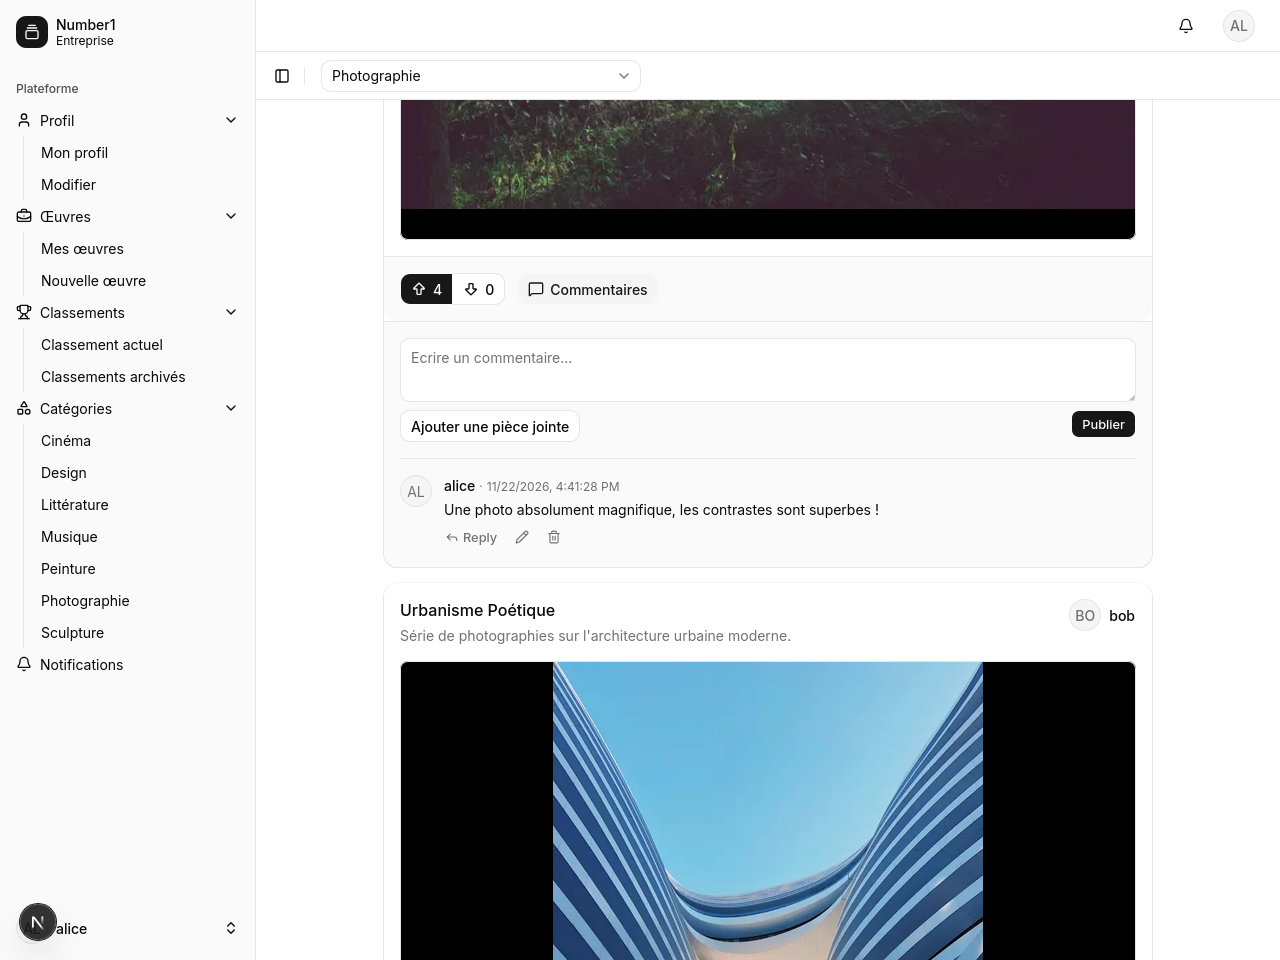 Number1
Entreprise
AL
Photographie
Plateforme
Profil
Mon profil
Modifier
Œuvres
Mes œuvres
Nouvelle œuvre
Classements
Classement actuel
Classements archivés
Catégories
Cinéma
Design
Littérature
Musique
Peinture
Photographie
Sculpture
Notifications
N
alice
4
0
Commentaires
Ecrire un commentaire...
Ajouter une pièce jointe
Publier
AL
alice · 11/22/2026, 4:41:28 PM
Une photo absolument magnifique, les contrastes sont superbes !
Reply
Urbanisme Poétique
BO bob
Série de photographies sur l'architecture urbaine moderne.